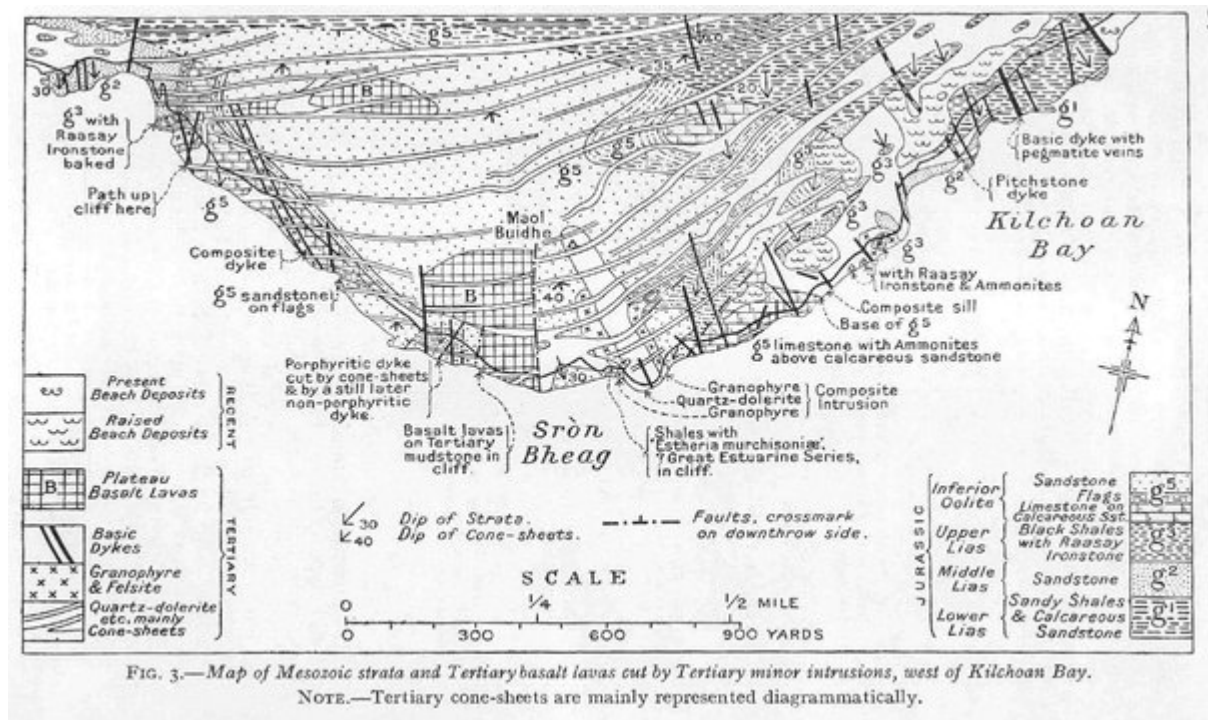 g⁵
60
25
20
B
30
g²
g³ with
Raasay
Ironstone
baked
g¹
Basic dyke with
pegmatite veins
g⁵
g⁵
g³
g²
Pitchstone
dyke
Path up
cliff here
g⁵
g⁵
g³
Kilchoan
Bay
Maol
Buidhe
g³
Composite
dyke
with Raasay
Ironstone & Ammonites
g⁵ sandstone
on flags
B
40
Composite sill
Base of g⁵
N
g⁵ limestone with Ammonites
above calcareous sandstone
Porphyritic dyke
cut by cone-sheets
& by a still later
non-porphyritic
dyke.
30
Granophyre
Quartz-dolerite
Granophyre
Composite
Intrusion
Basalt lavas
on Tertiary
mudstone in
cliff.
Sròn
Bheag
Shales with
Estheria murchisoniæ,
? Great Estuarine Series,
in cliff.
Present
Beach Deposits
Raised
Beach Deposits
RECENT
B
Plateau
Basalt Lavas
Basic
Dykes
Granophyre
& Felsite
Quartz-dolerite
etc. mainly
Cone-sheets
TERTIARY
30 Dip of Strata.
40 Dip of Cone-sheets.
Faults, crossmark
on downthrow side.
SCALE
0 1/4 1/2 MILE
0 300 600 900 YARDS
JURASSIC
Inferior
Oolite
Sandstone
Flags
Limestone on
Calcareous Sst.
g⁵
Upper
Lias
Black Shales
with Raasay
Ironstone
g³
Middle
Lias
Sandstone
g²
Lower
Lias
Sandy Shales
& Calcareous
Sandstone
g¹
FIG. 3.—Map of Mesozoic strata and Tertiary basalt lavas cut by Tertiary minor intrusions, west of Kilchoan Bay.
NOTE.—Tertiary cone-sheets are mainly represented diagrammatically.